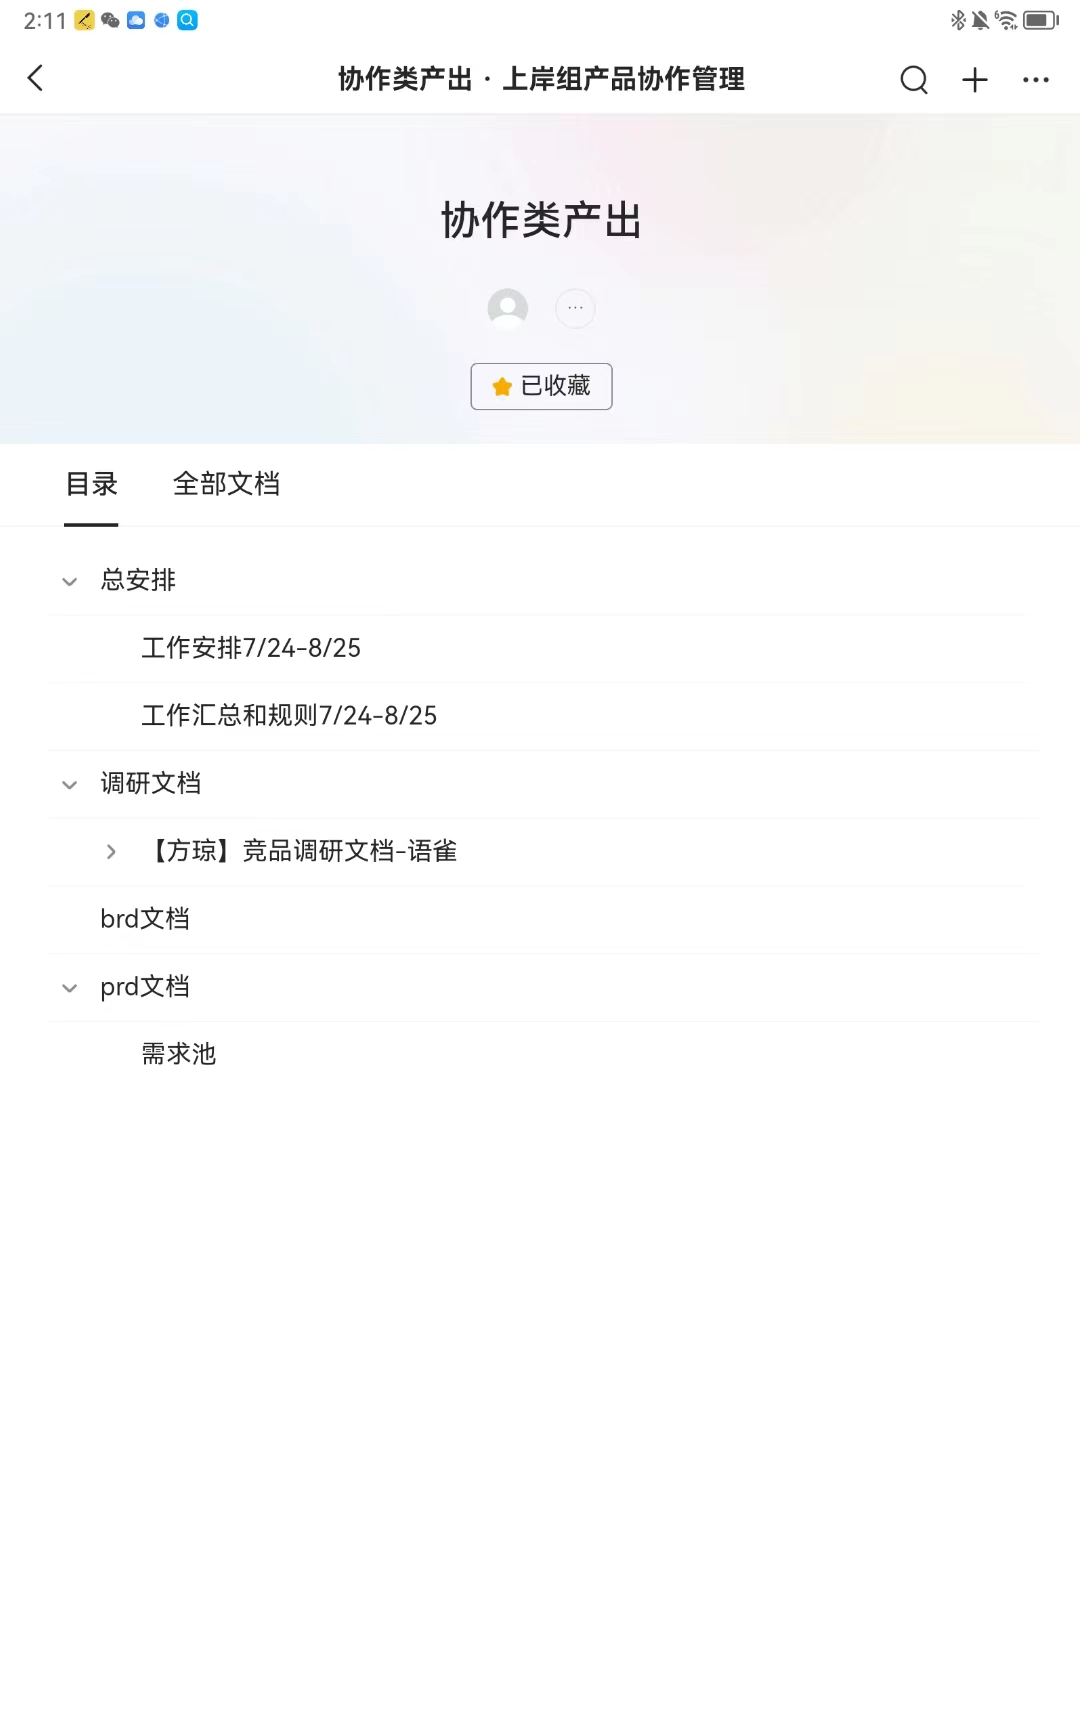 2:11
协作类产出 · 上岸组产品协作管理
协作类产出
已收藏
目录 全部文档
总安排
工作安排7/24-8/25
工作汇总和规则7/24-8/25
调研文档
【方琼】竞品调研文档-语雀
brd文档
prd文档
需求池